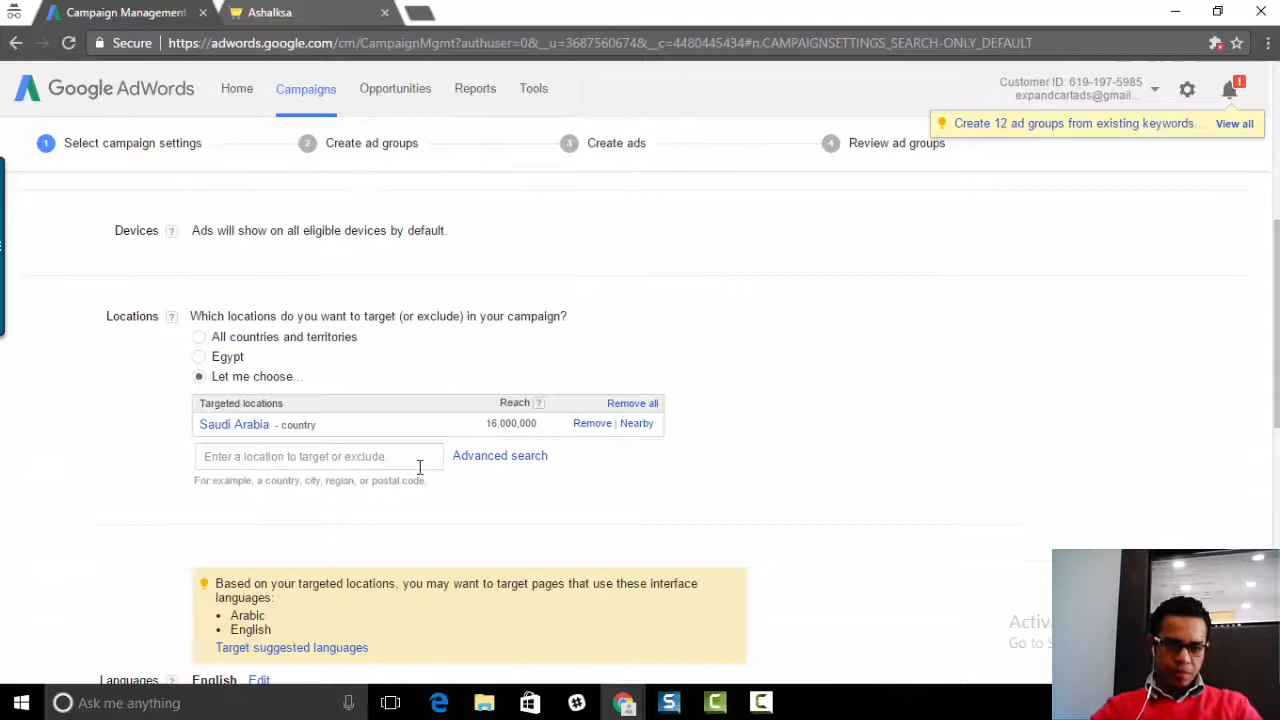 Campaign Management
Ashalksa
Secure
https://adwords.google.com/cm/CampaignMgmt?authuser=0&__u=3687560674&__c=4480445434#n.CAMPAIGNSETTINGS_SEARCH-ONLY_DEFAULT
Google AdWords
Home
Campaigns
Opportunities
Reports
Tools
Customer ID: 619-197-5985
expandcartads@gmail...
!
Create 12 ad groups from existing keywords... View all
1 Select campaign settings
2 Create ad groups
3 Create ads
4 Review ad groups
Devices ? Ads will show on all eligible devices by default.
Locations ? Which locations do you want to target (or exclude) in your campaign?
All countries and territories
Egypt
Let me choose...
Targeted locations Reach ? Remove all
Saudi Arabia - country 16,000,000 Remove | Nearby
Enter a location to target or exclude. Advanced search
For example, a country, city, region, or postal code.
Based on your targeted locations, you may want to target pages that use these interface
languages:
• Arabic
• English
Target suggested languages
Activ
Go to S
Languages ? English Edit
Ask me anything